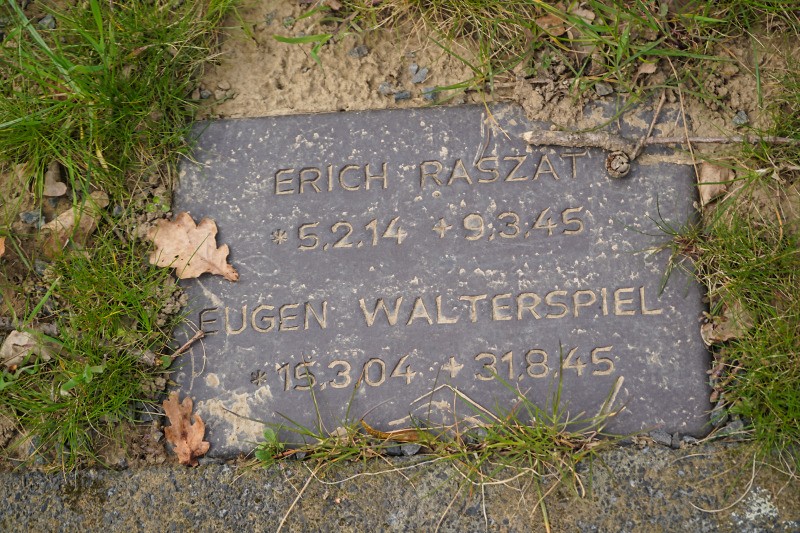 ERICH RASZAT
* 5.2.14 + 9.3.45
EUGEN WALTERSPIEL
* 15.3.04 + 31.8.45